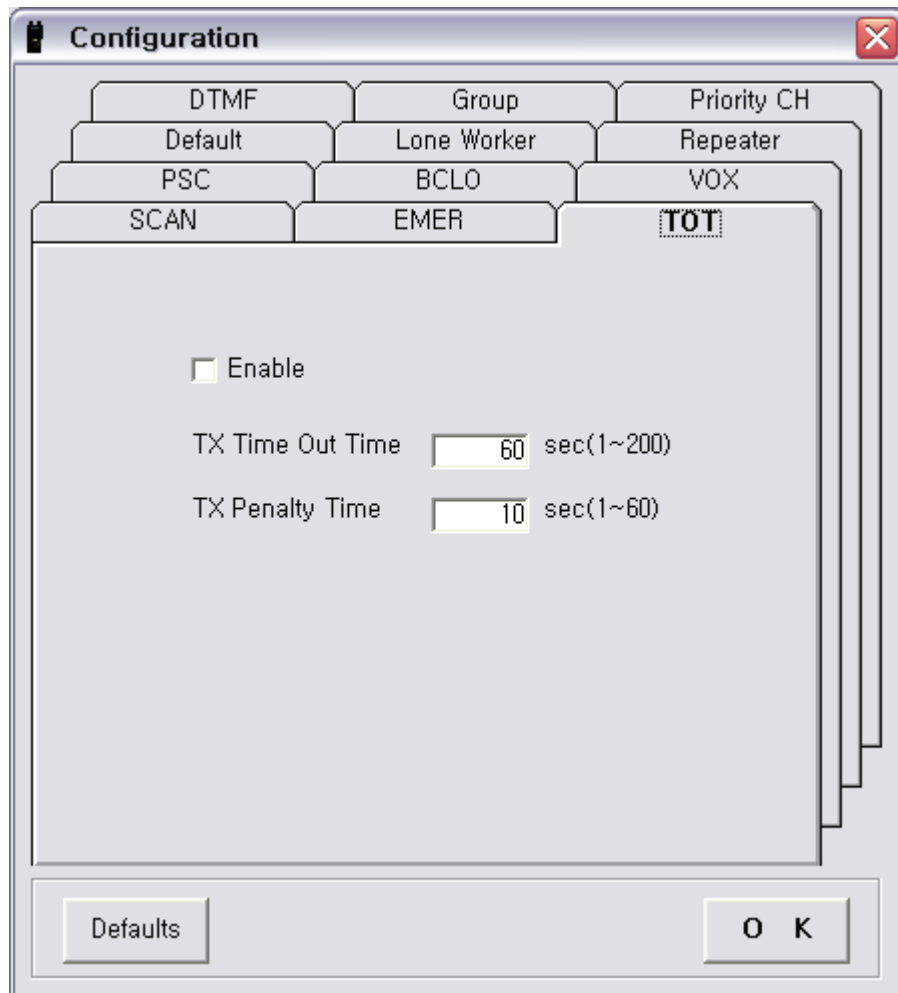 Configuration
DTMF Group Priority CH
Default Lone Worker Repeater
PSC BCLO VOX
SCAN EMER TOT
Enable
TX Time Out Time 60 sec(1~200)
TX Penalty Time 10 sec(1~60)
Defaults O K